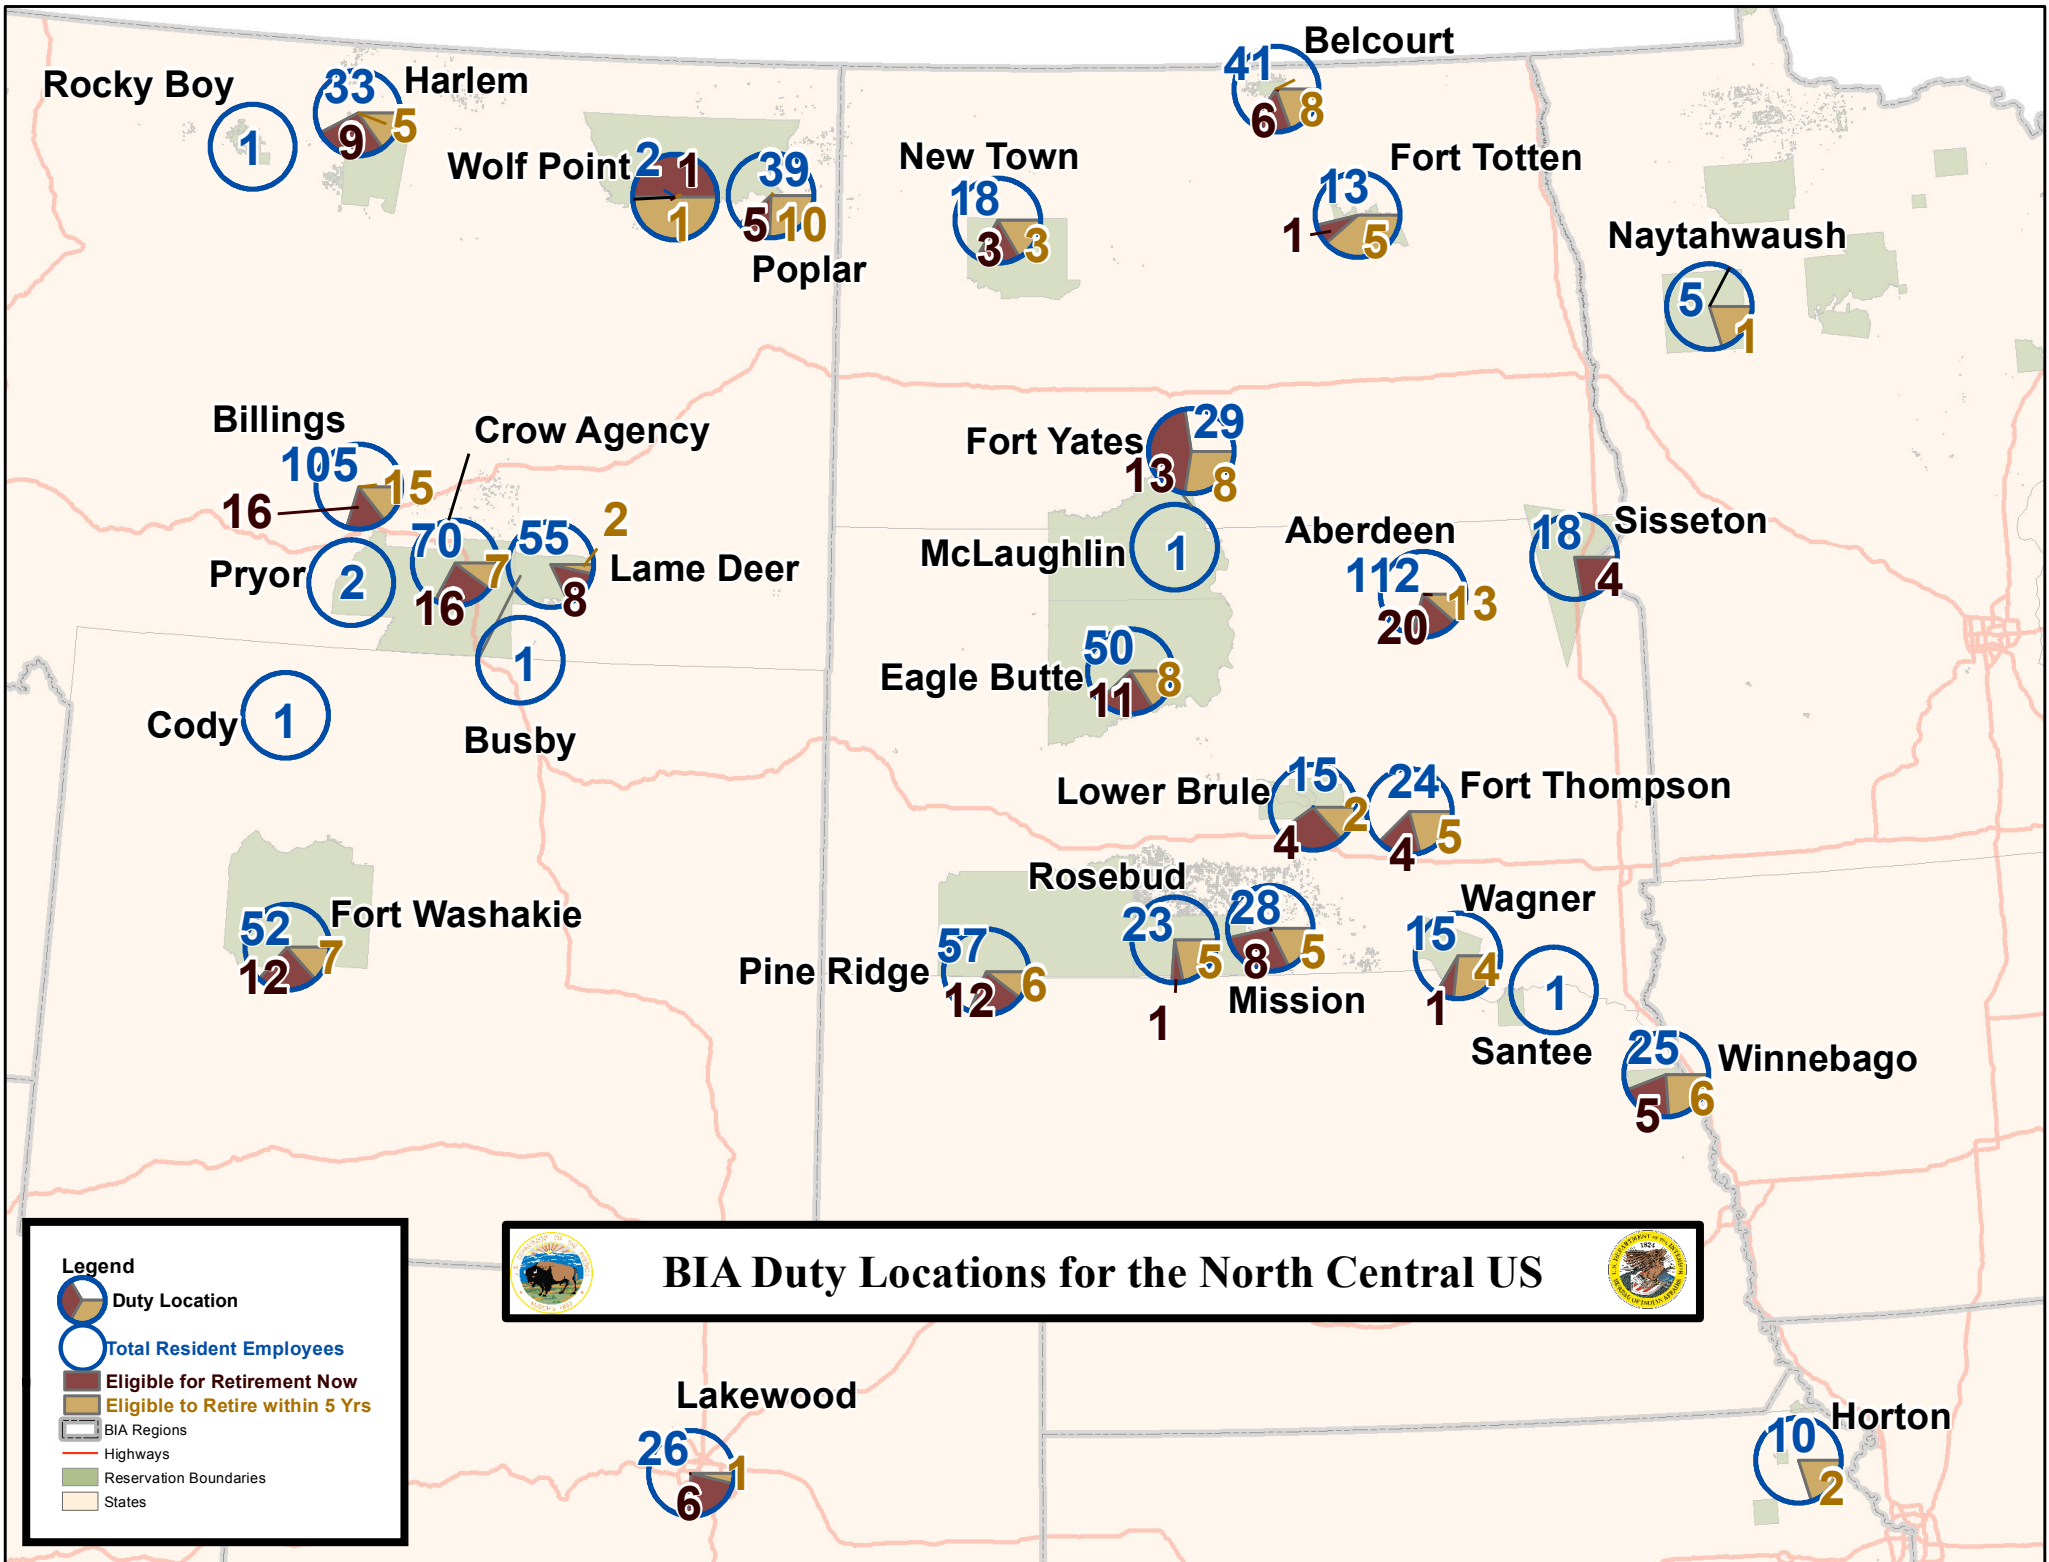 Belcourt
41
6
8
Rocky Boy
1
33
Harlem
9
5
Wolf Point
2
1
1
39
5
10
Poplar
New Town
18
3
3
Fort Totten
13
1
5
Naytahwaush
5
1
Billings
105
15
16
Crow Agency
70
7
16
55
2
Lame Deer
8
Pryor
2
1
Busby
Cody
1
Fort Yates
29
13
8
McLaughlin
1
Aberdeen
112
13
20
18
Sisseton
4
Eagle Butte
50
8
11
Lower Brule
15
2
4
24
Fort Thompson
5
4
Rosebud
23
5
1
28
8
5
Mission
Wagner
15
4
1
1
Santee
25
Winnebago
5
6
Fort Washakie
52
7
12
Pine Ridge
57
6
12
BIA Duty Locations for the North Central US
Legend
Duty Location
Total Resident Employees
Eligible for Retirement Now
Eligible to Retire within 5 Yrs
BIA Regions
Highways
Reservation Boundaries
States
Lakewood
26
1
6
Horton
10
2